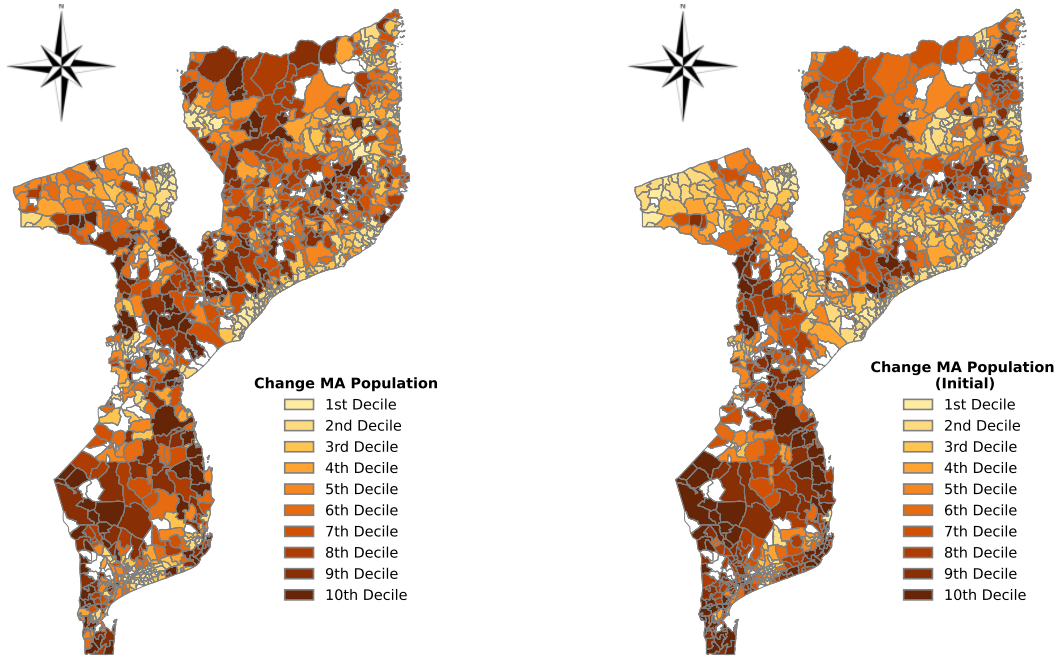 N
Change MA Population
1st Decile
2nd Decile
3rd Decile
4th Decile
5th Decile
6th Decile
7th Decile
8th Decile
9th Decile
10th Decile
N
Change MA Population
(Initial)
1st Decile
2nd Decile
3rd Decile
4th Decile
5th Decile
6th Decile
7th Decile
8th Decile
9th Decile
10th Decile